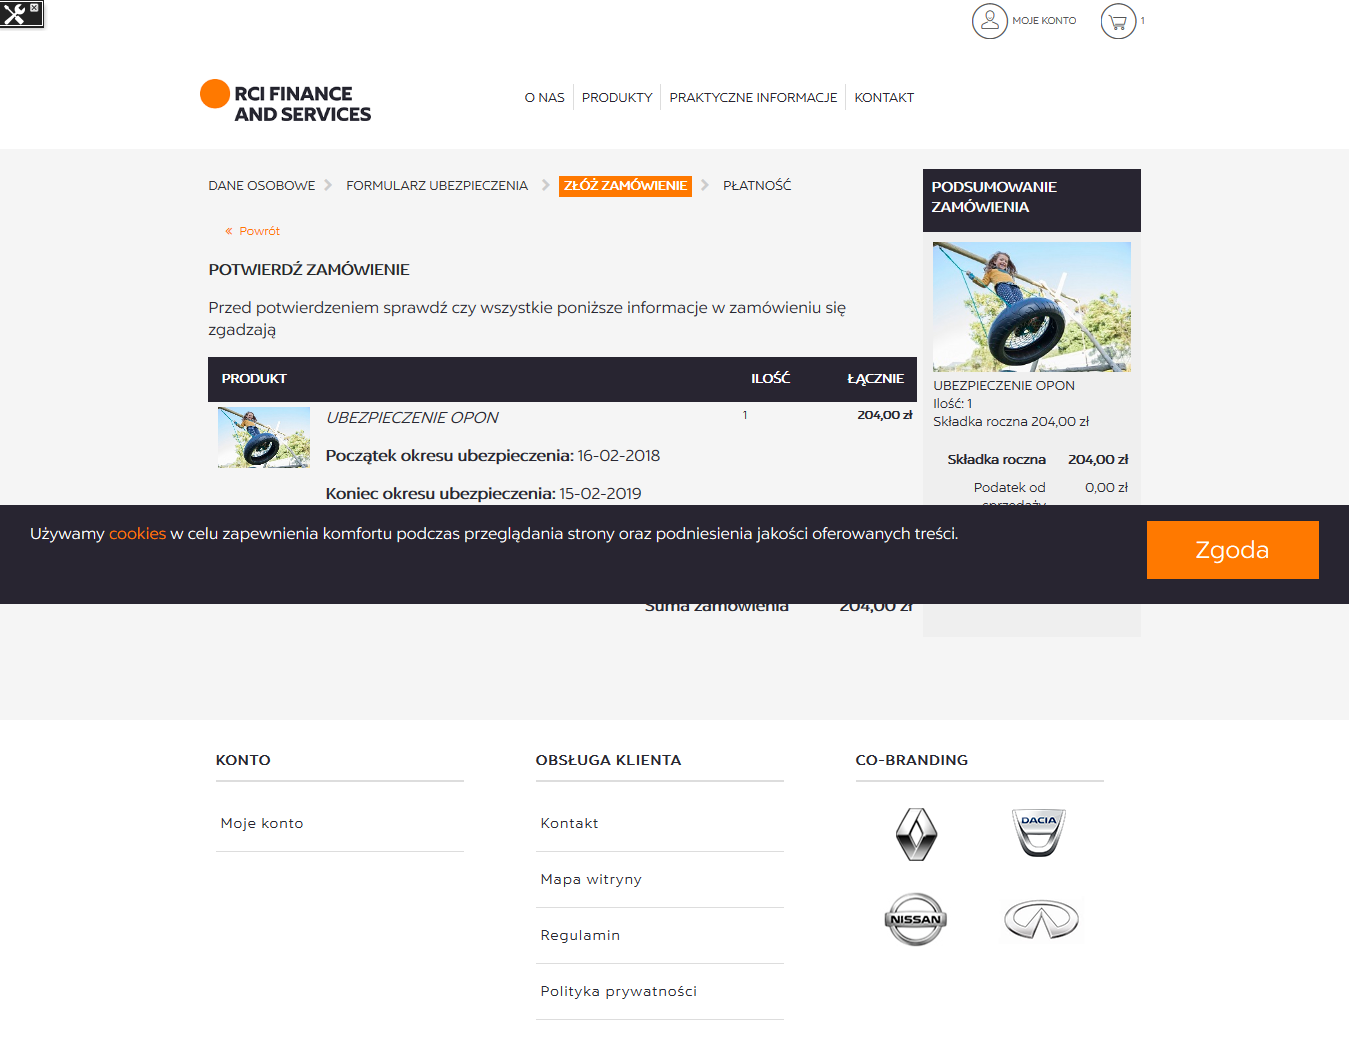 MOJE KONTO
1
RCI FINANCE
AND SERVICES
O NAS
PRODUKTY
PRAKTYCZNE INFORMACJE
KONTAKT
DANE OSOBOWE
FORMULARZ UBEZPIECZENIA
ZŁÓŻ ZAMÓWIENIE
PŁATNOŚĆ
« Powrót
POTWIERDŹ ZAMÓWIENIE
Przed potwierdzeniem sprawdź czy wszystkie poniższe informacje w zamówieniu się
zgadzają
PRODUKT
ILOŚĆ
ŁĄCZNIE
UBEZPIECZENIE OPON
1
204,00 zł
Początek okresu ubezpieczenia: 16-02-2018
Koniec okresu ubezpieczenia: 15-02-2019
PODSUMOWANIE
ZAMÓWIENIA
UBEZPIECZENIE OPON
Ilość: 1
Składka roczna 204,00 zł
Składka roczna 204,00 zł
Podatek od 0,00 zł
sprzedaży
Używamy cookies w celu zapewnienia komfortu podczas przeglądania strony oraz podniesienia jakości oferowanych treści.
Zgoda
Suma zamówienia 204,00 zł
KONTO
Moje konto
OBSŁUGA KLIENTA
Kontakt
Mapa witryny
Regulamin
Polityka prywatności
CO-BRANDING
DACIA
NISSAN